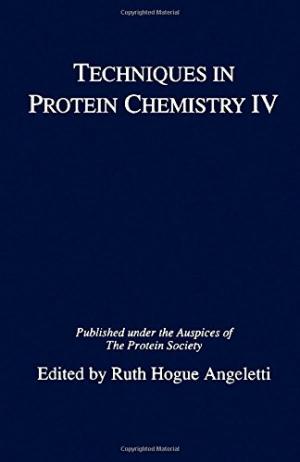 Copyrighted Material
TECHNIQUES IN
PROTEIN CHEMISTRY IV
Published under the Auspices of
The Protein Society
Edited by Ruth Hogue Angeletti
Copyrighted Material